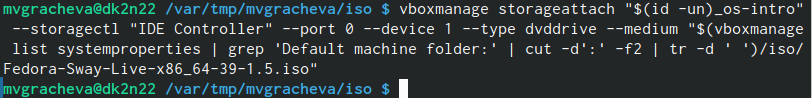 mvgracheva@dk2n22 /var/tmp/mvgracheva/iso $ vboxmanage storageattach "$(id -un)_os-intro"
--storagectl "IDE Controller" --port 0 --device 1 --type dvddrive --medium "$(vboxmanage
list systemproperties | grep 'Default machine folder:' | cut -d':' -f2 | tr -d ' ')/iso/
Fedora-Sway-Live-x86_64-39-1.5.iso"
mvgracheva@dk2n22 /var/tmp/mvgracheva/iso $